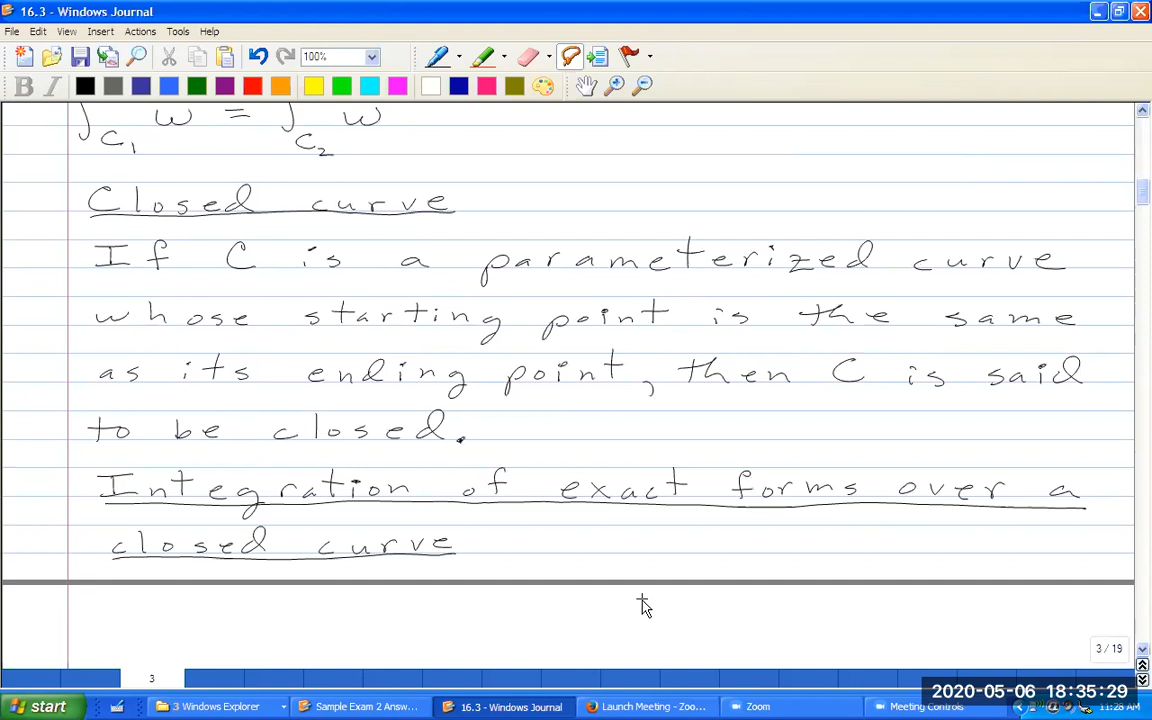 16.3 - Windows Journal
File Edit View Insert Actions Tools Help
100%
B I
∫C₁ ω = ∫C₂ ω
Closed curve
If C is a parameterized curve
whose starting point is the same
as its ending point, then C is said
to be closed.
Integration of exact forms over a
closed curve
3 / 19
3
start 3 Windows Explorer Sample Exam 2 Answ... 16.3 - Windows Journal Launch Meeting - Zoo... Zoom Meeting Controls 11:28 AM
2020-05-06 18:35:29